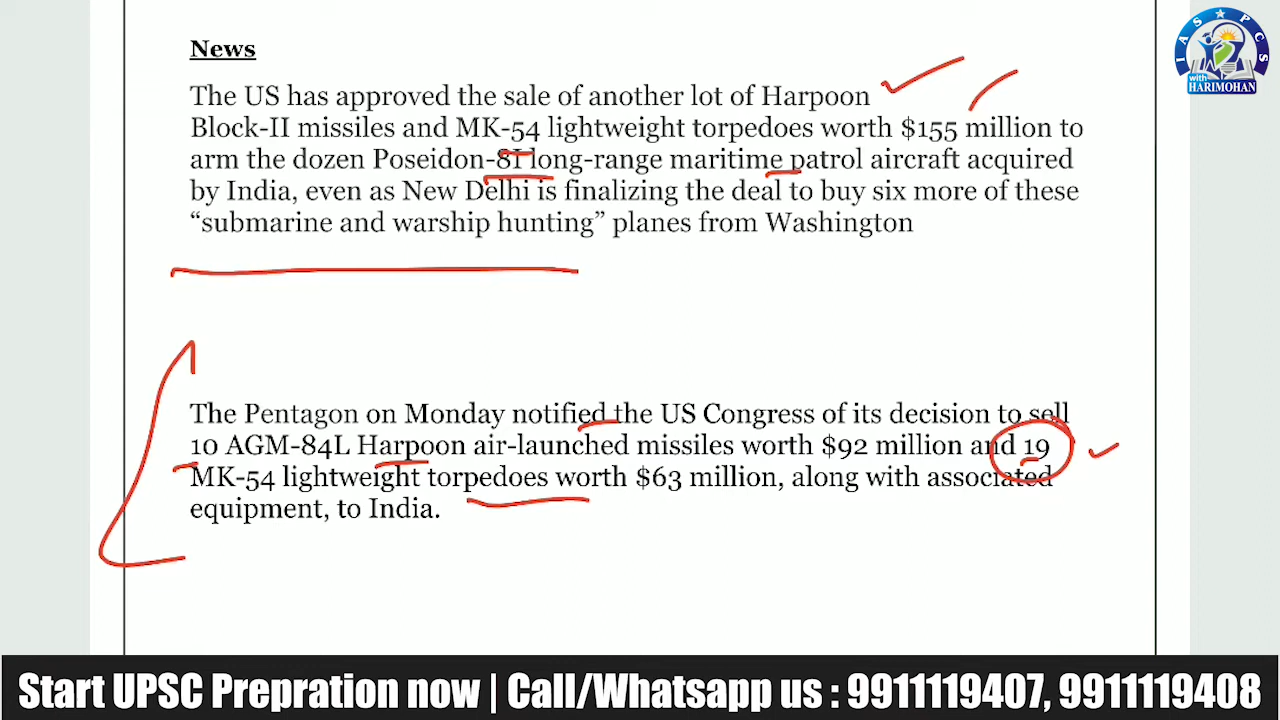 News
The US has approved the sale of another lot of Harpoon
Block-II missiles and MK-54 lightweight torpedoes worth $155 million to
arm the dozen Poseidon-8I long-range maritime patrol aircraft acquired
by India, even as New Delhi is finalizing the deal to buy six more of these
“submarine and warship hunting” planes from Washington
The Pentagon on Monday notified the US Congress of its decision to sell
10 AGM-84L Harpoon air-launched missiles worth $92 million and 19
MK-54 lightweight torpedoes worth $63 million, along with associated
equipment, to India.
IASPCS
with
HARIMOHAN
Start UPSC Prepration now | Call/Whatsapp us : 9911119407, 9911119408